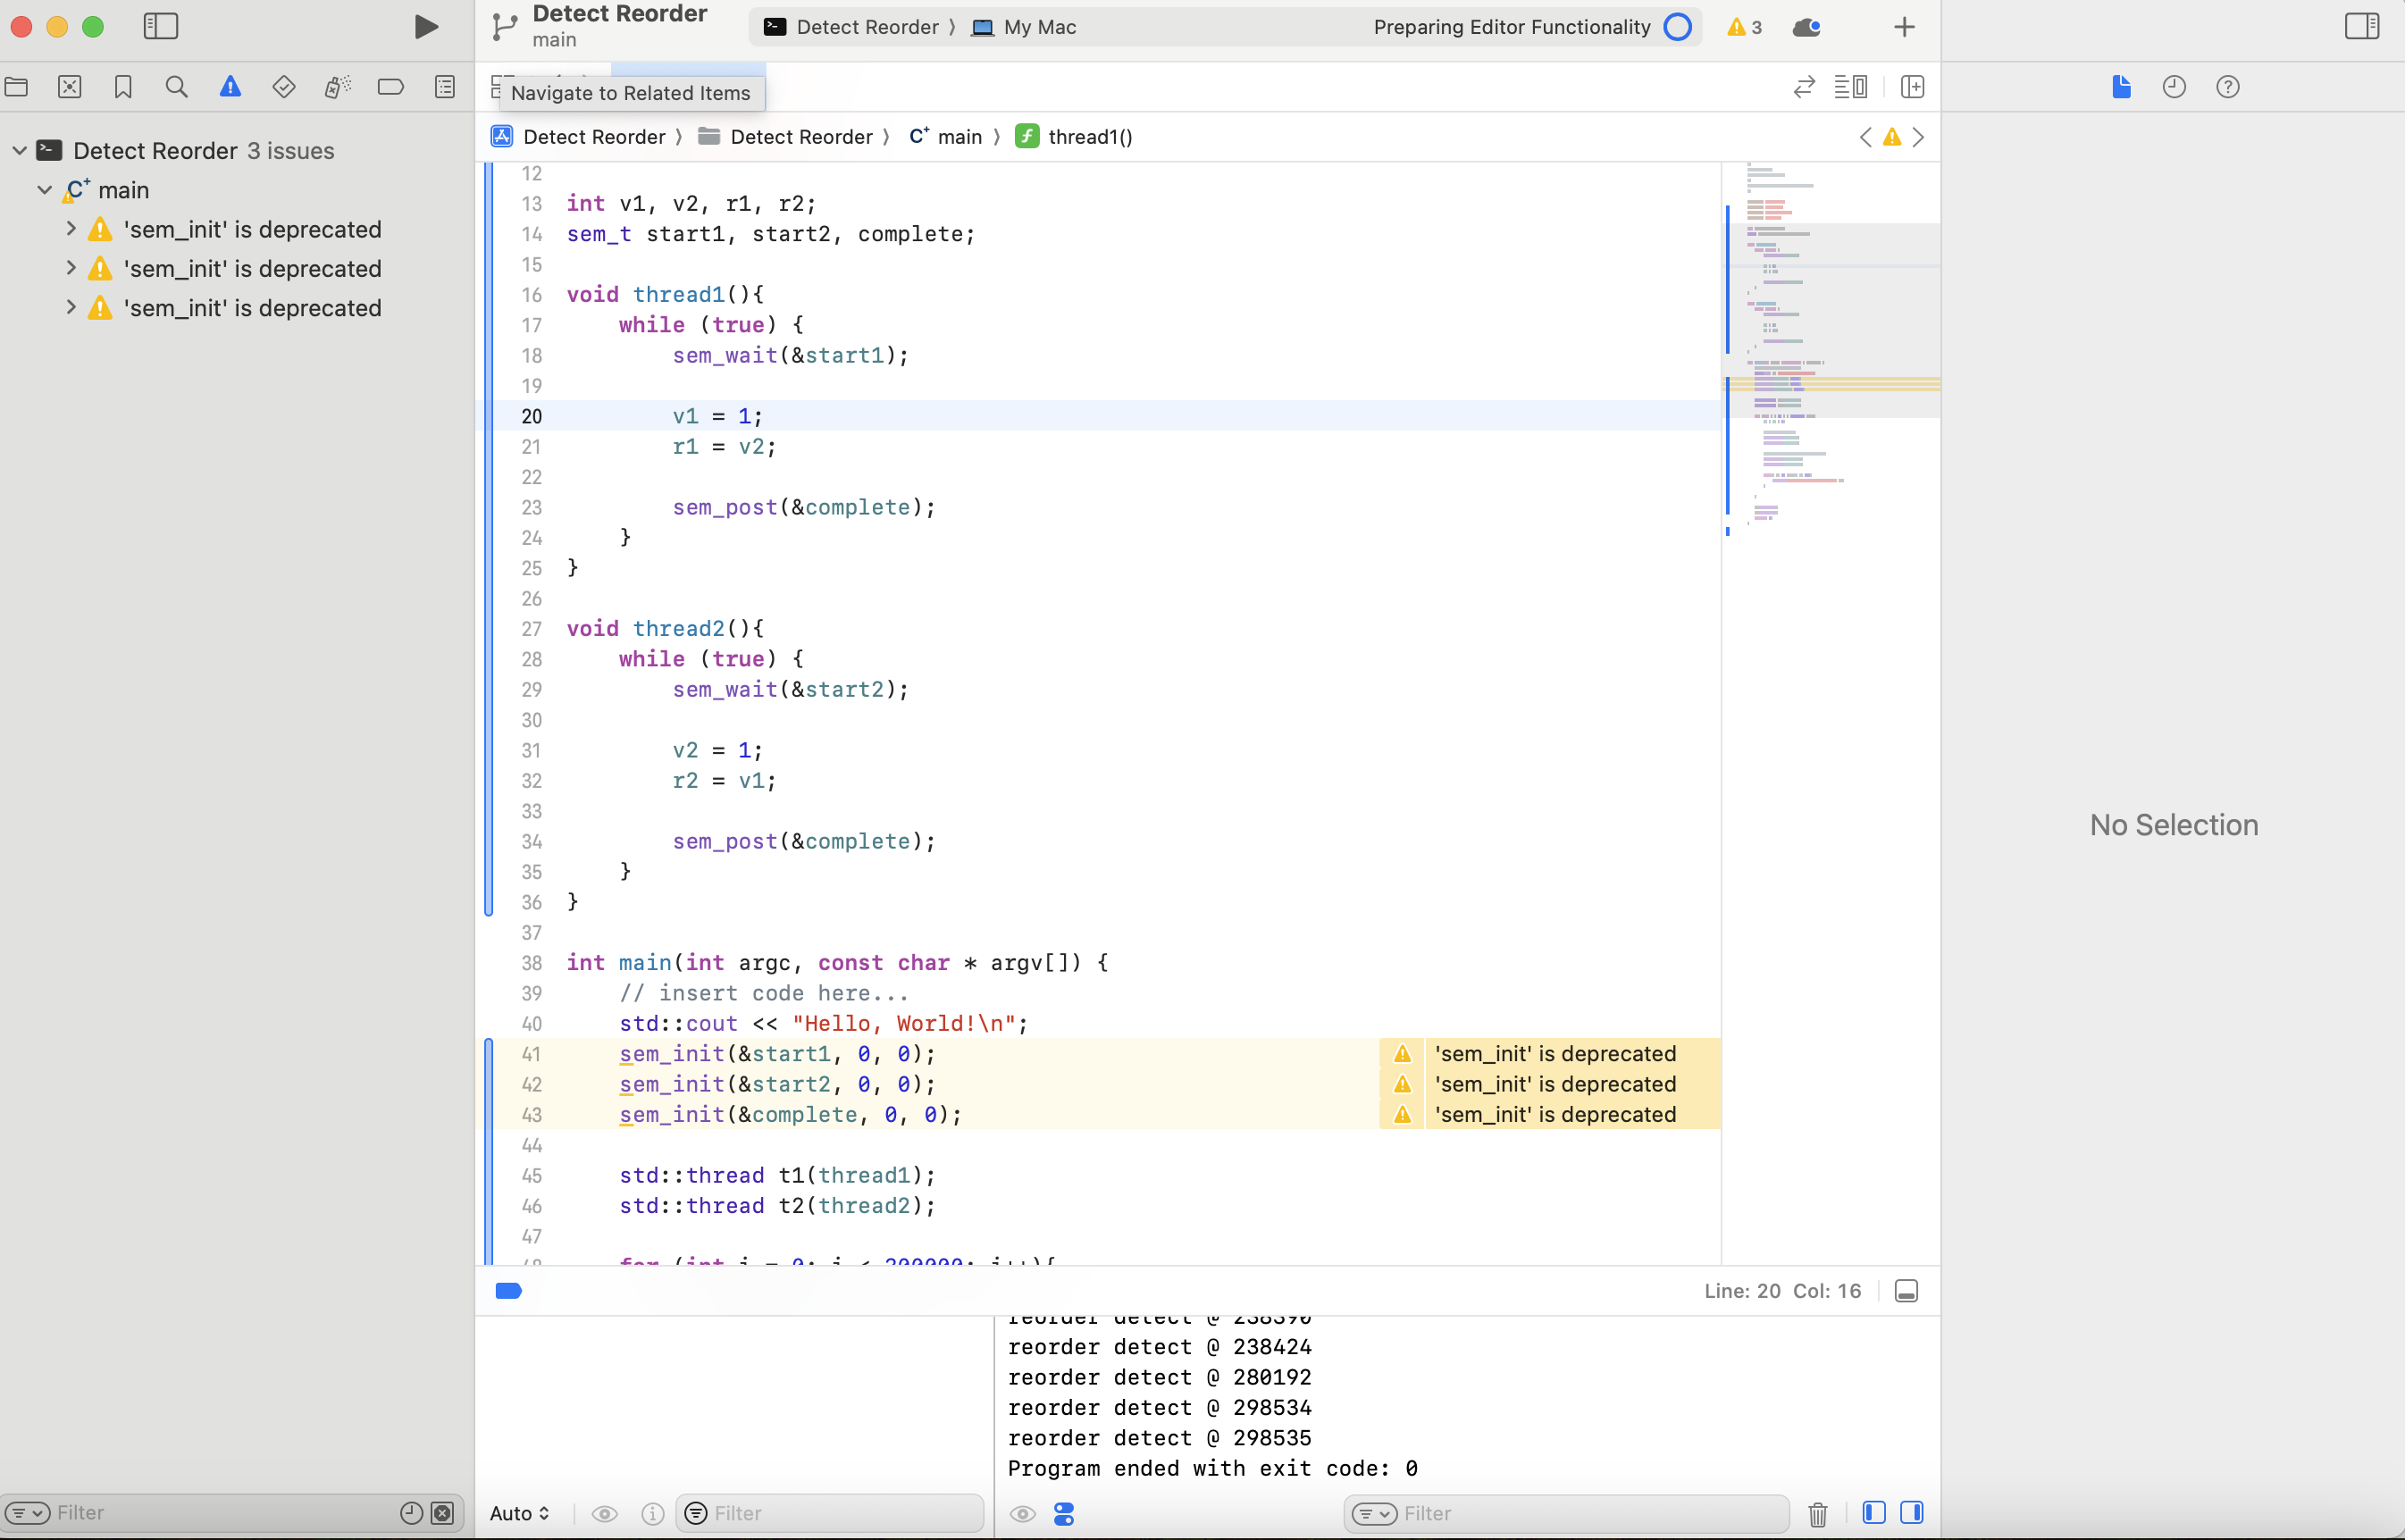 Detect Reorder
main
Detect Reorder 〉 My Mac
Preparing Editor Functionality
3
Navigate to Related Items
Detect Reorder 3 issues
main
'sem_init' is deprecated
'sem_init' is deprecated
'sem_init' is deprecated
Filter
Detect Reorder 〉 Detect Reorder 〉 C+ main 〉 f thread1()
12
13 int v1, v2, r1, r2;
14 sem_t start1, start2, complete;
15
16 void thread1(){
17     while (true) {
18         sem_wait(&start1);
19
20         v1 = 1;
21         r1 = v2;
22
23         sem_post(&complete);
24     }
25 }
26
27 void thread2(){
28     while (true) {
29         sem_wait(&start2);
30
31         v2 = 1;
32         r2 = v1;
33
34         sem_post(&complete);
35     }
36 }
37
38 int main(int argc, const char * argv[]) {
39     // insert code here...
40     std::cout << "Hello, World!\n";
41     sem_init(&start1, 0, 0); 'sem_init' is deprecated
42     sem_init(&start2, 0, 0); 'sem_init' is deprecated
43     sem_init(&complete, 0, 0); 'sem_init' is deprecated
44
45     std::thread t1(thread1);
46     std::thread t2(thread2);
47
Line: 20 Col: 16
reorder detect @ 238390
reorder detect @ 238424
reorder detect @ 280192
reorder detect @ 298534
reorder detect @ 298535
Program ended with exit code: 0
Auto
Filter
Filter
No Selection